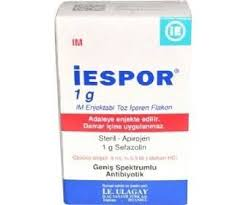 IM
İE
İESPOR®
1 g
IM Enjektabl Toz İçeren Flakon
Adaleye enjekte edilir.
Damar içine uygulanmaz.
Steril - Apirojen
1 g Sefazolin
Geniş Spektrumlu
Antibiyotik
İ.E. ULAGAY